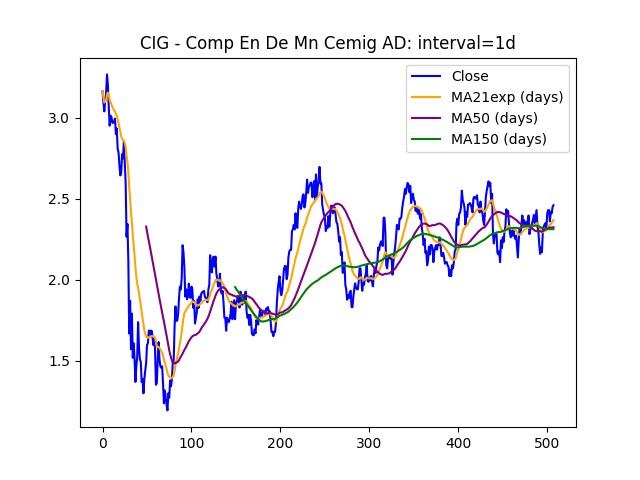 CIG - Comp En De Mn Cemig AD: interval=1d
Close
MA21exp (days)
MA50 (days)
MA150 (days)
3.0
2.5
2.0
1.5
0 100 200 300 400 500